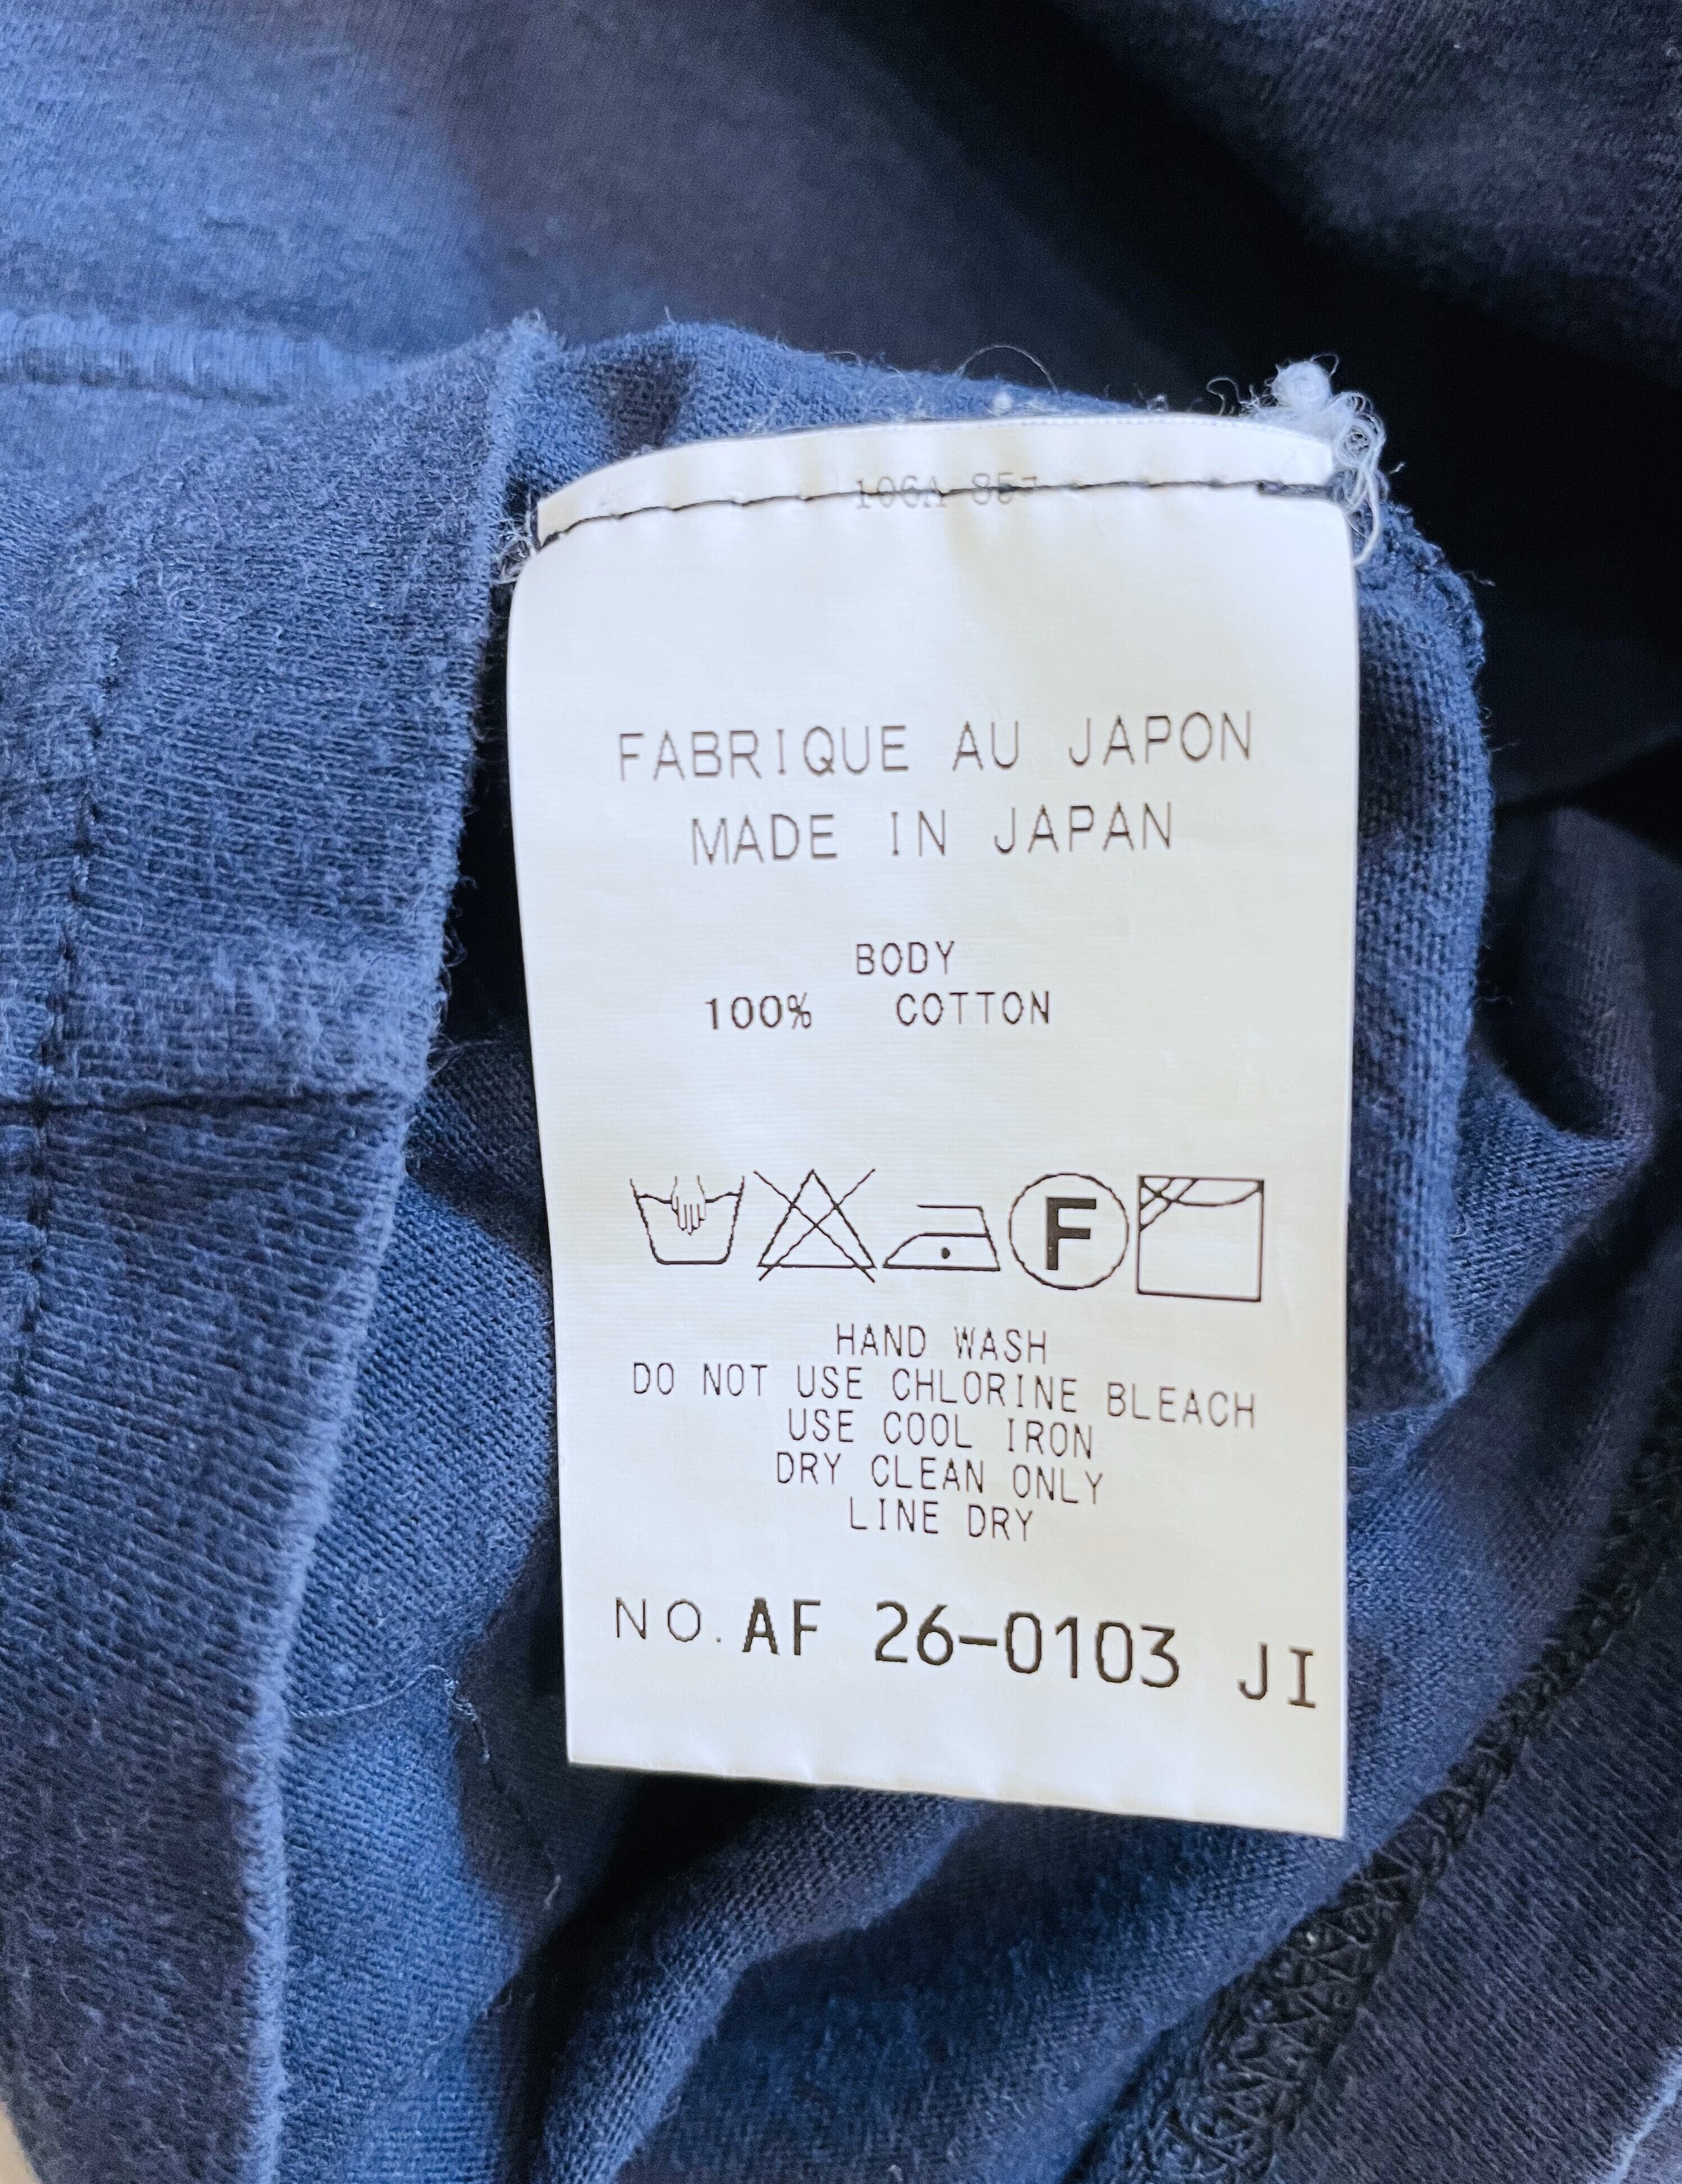 FABRIQUE AU JAPON
MADE IN JAPAN
BODY
100% COTTON
F
HAND WASH
DO NOT USE CHLORINE BLEACH
USE COOL IRON
DRY CLEAN ONLY
LINE DRY
NO. AF 26-0103 JI